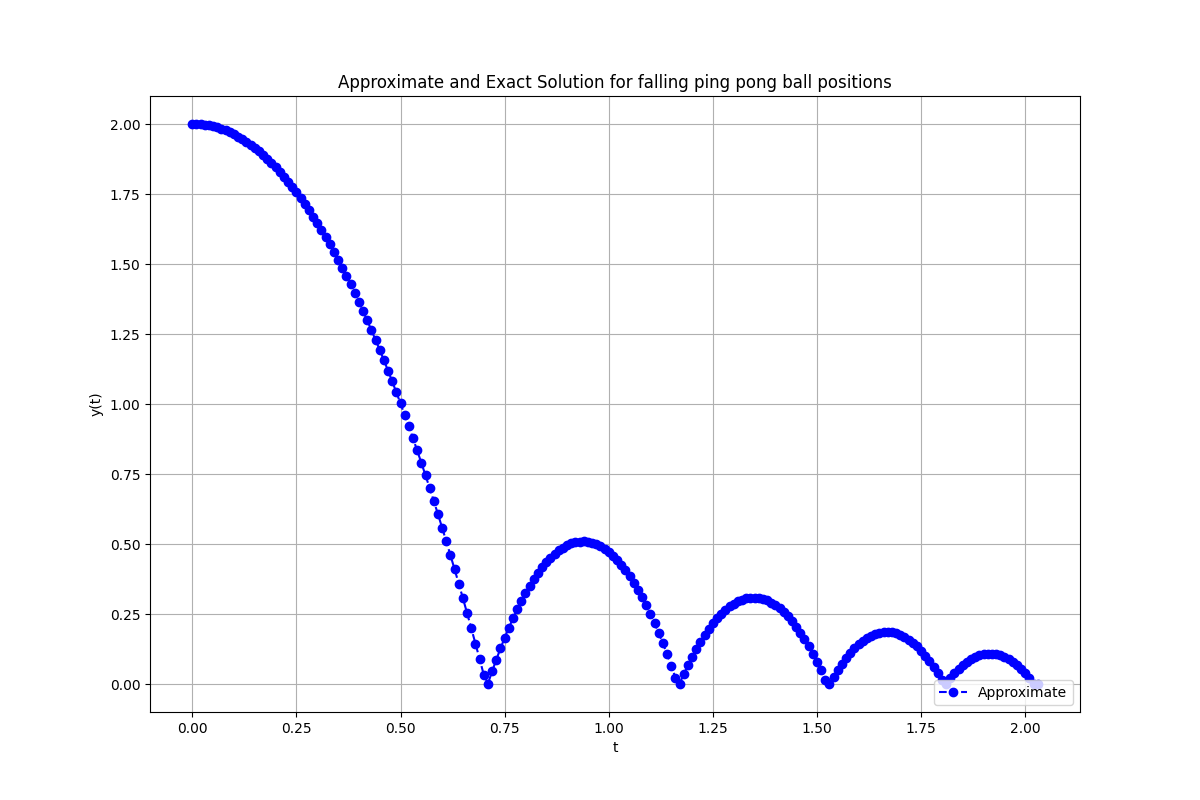 Approximate and Exact Solution for falling ping pong ball positions
2.00
1.75
1.50
1.25
1.00
0.75
0.50
0.25
0.00
y(t)
Approximate
0.00 0.25 0.50 0.75 1.00 1.25 1.50 1.75 2.00
t